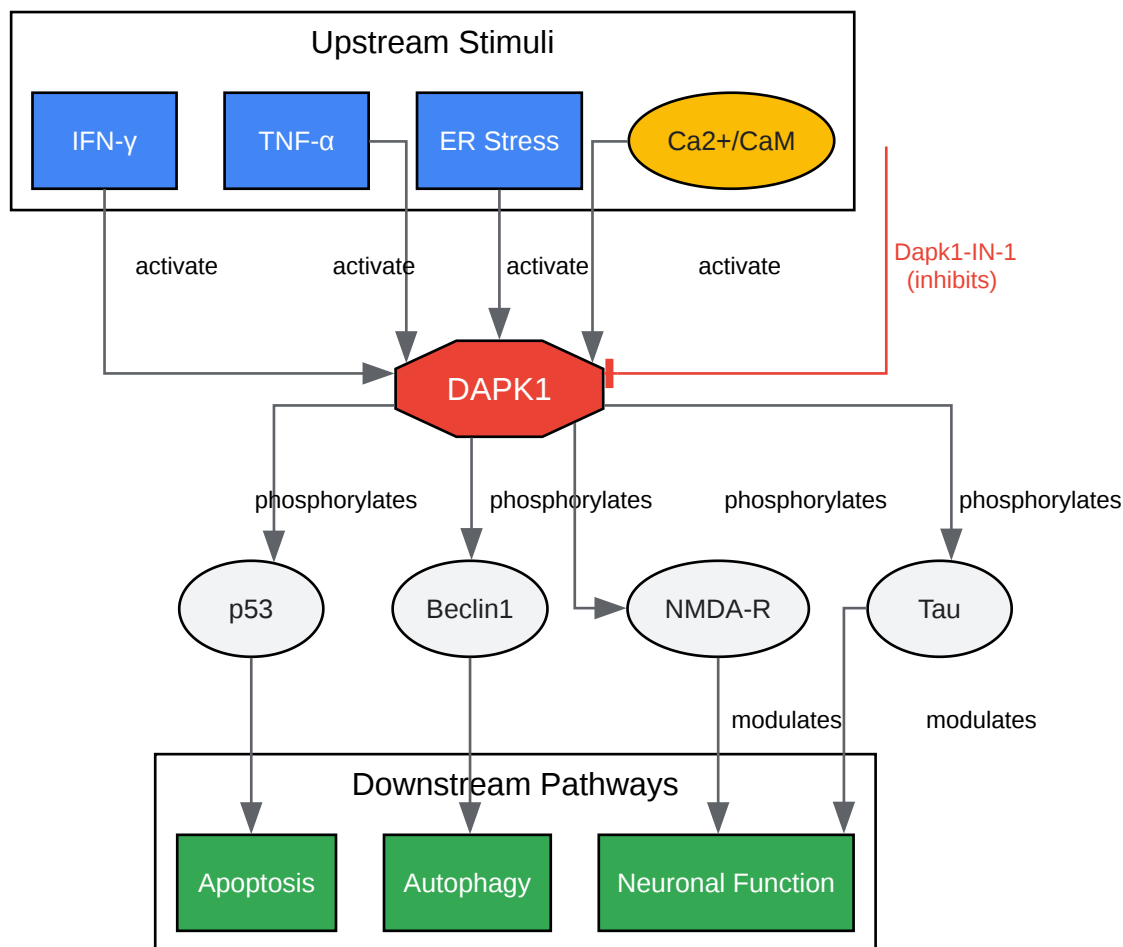 Upstream Stimuli
IFN-γ
TNF-α
ER Stress
Ca2+/CaM
activate
activate
activate
activate
Dapk1-IN-1
(inhibits)
DAPK1
phosphorylates
phosphorylates
phosphorylates
phosphorylates
p53
Beclin1
NMDA-R
Tau
modulates
modulates
Downstream Pathways
Apoptosis
Autophagy
Neuronal Function